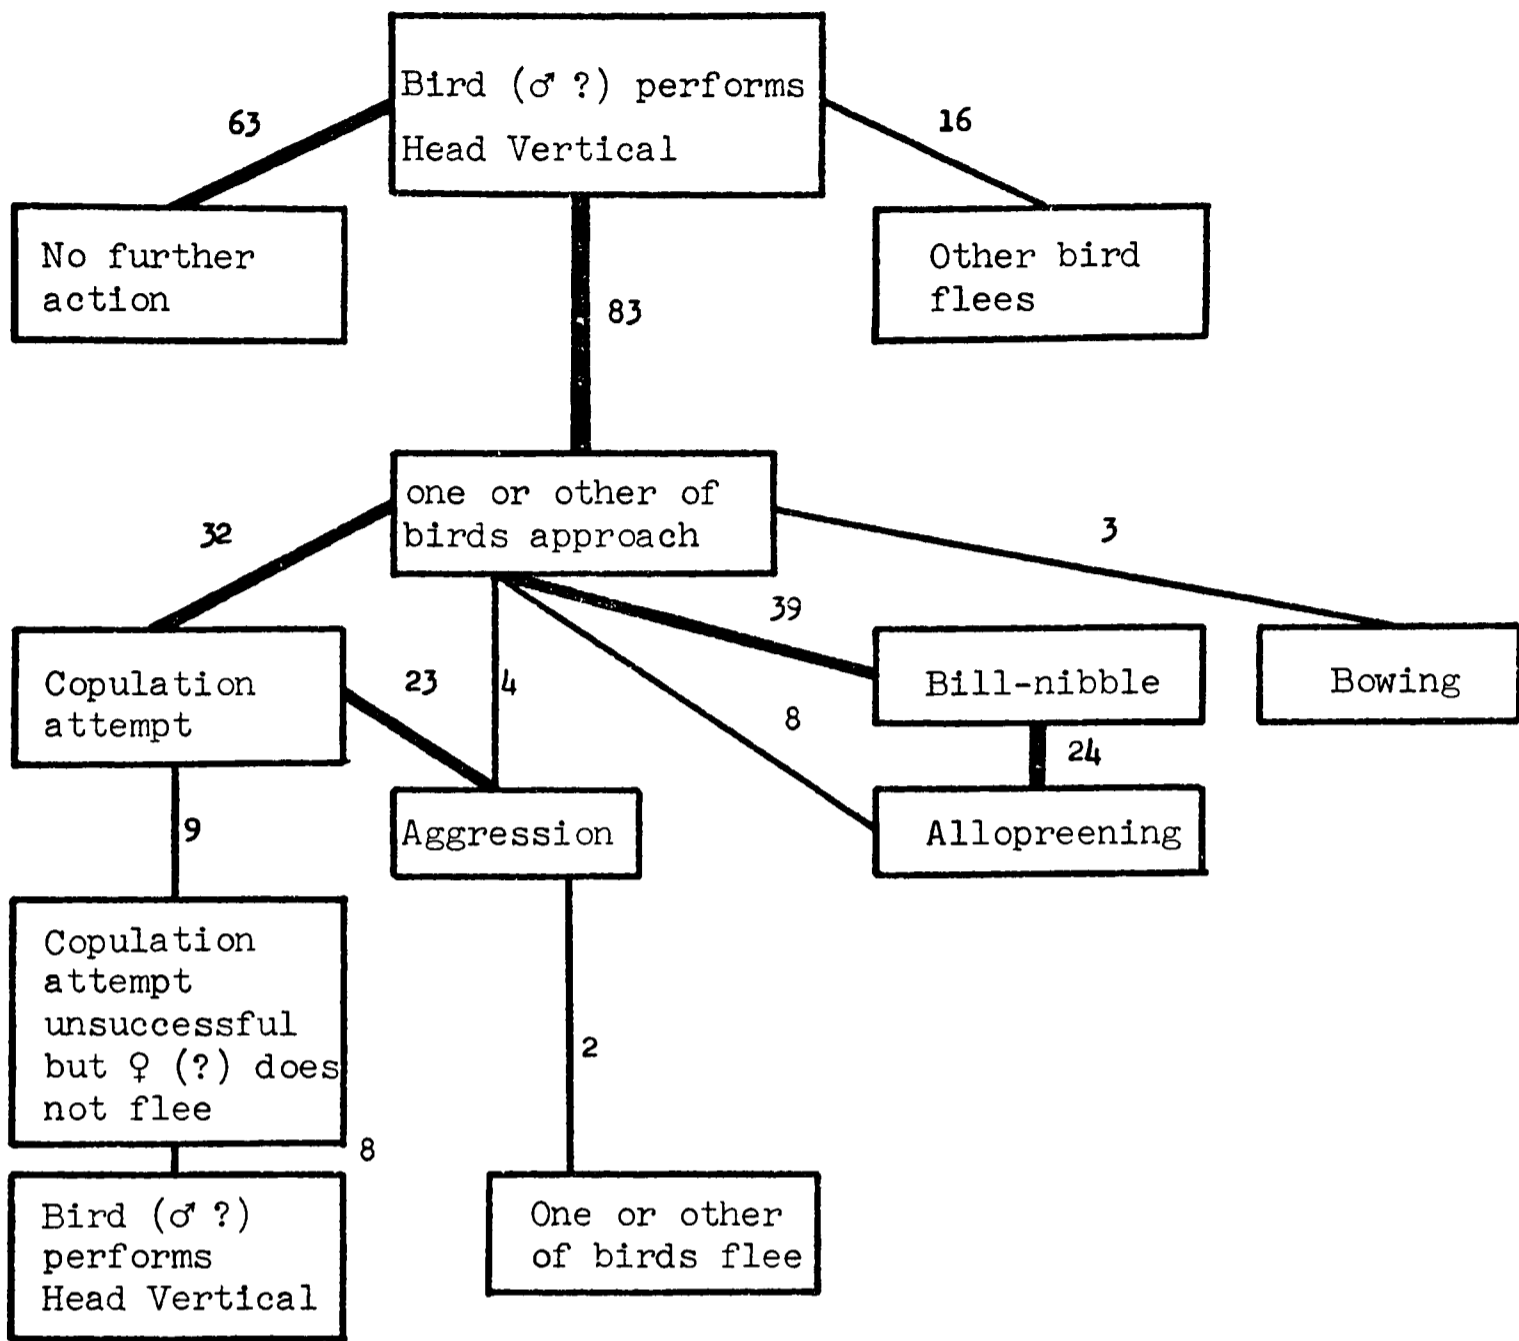 Bird (♂ ?) performs
Head Vertical
63
16
No further
action
Other bird
flees
83
one or other of
birds approach
32
3
39
Copulation
attempt
23
4
8
Bill-nibble
Bowing
24
9
Aggression
Allopreening
Copulation
attempt
unsuccessful
but ♀ (?) does
not flee
2
8
Bird (♂ ?)
performs
Head Vertical
One or other
of birds flee